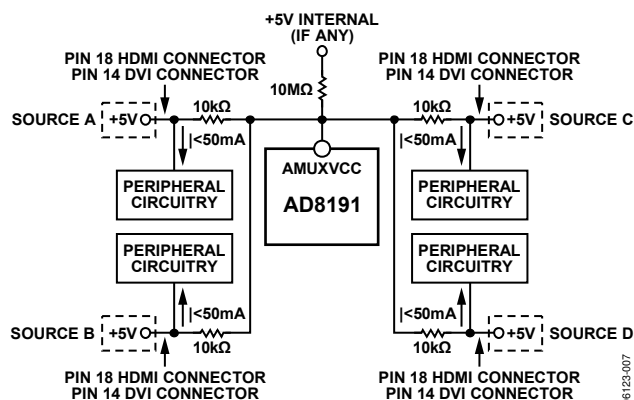 +5V INTERNAL
(IF ANY)
PIN 18 HDMI CONNECTOR
PIN 14 DVI CONNECTOR
PIN 18 HDMI CONNECTOR
PIN 14 DVI CONNECTOR
10MΩ
SOURCE A
+5V
10kΩ
10kΩ
+5V
SOURCE C
I<50mA
I<50mA
PERIPHERAL
CIRCUITRY
AMUXVCC
AD8191
PERIPHERAL
CIRCUITRY
PERIPHERAL
CIRCUITRY
PERIPHERAL
CIRCUITRY
I<50mA
I<50mA
SOURCE B
+5V
10kΩ
10kΩ
+5V
SOURCE D
PIN 18 HDMI CONNECTOR
PIN 14 DVI CONNECTOR
PIN 18 HDMI CONNECTOR
PIN 14 DVI CONNECTOR
6123-007